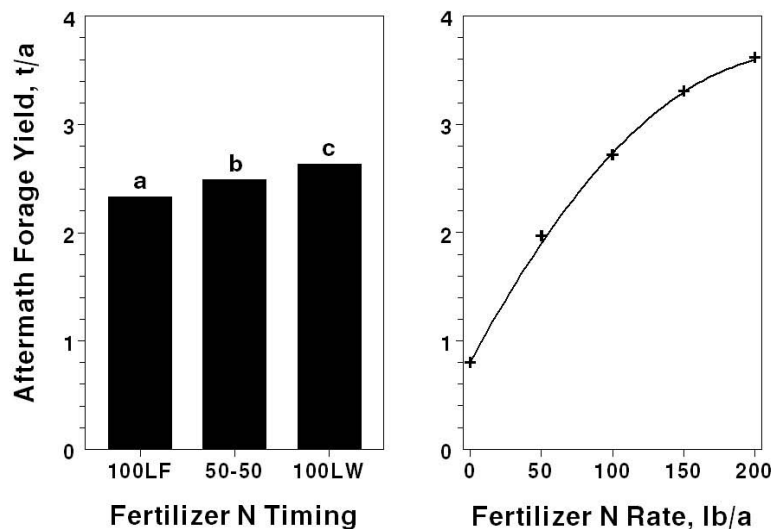 Aftermath Forage Yield, t/a
4
3
2
1
0
a
b
c
100LF 50-50 100LW
Fertilizer N Timing
4
3
2
1
0
0 50 100 150 200
Fertilizer N Rate, lb/a